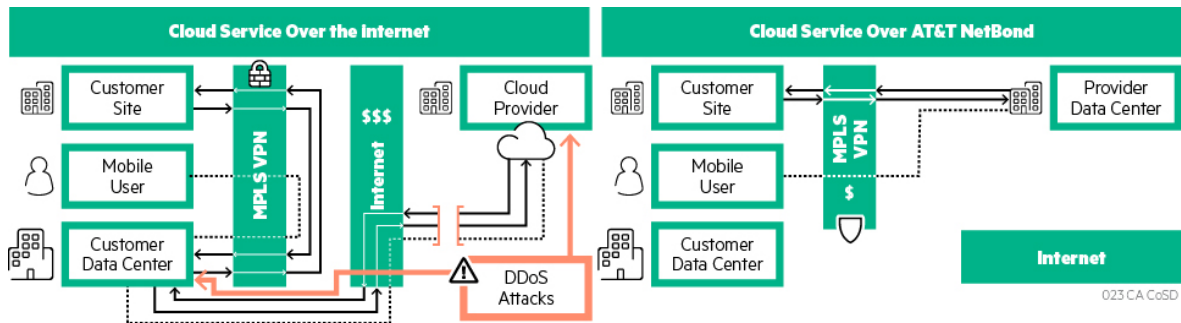 Cloud Service Over the Internet
Customer
Site
Mobile
User
Customer
Data Center
MPLS VPN
$$$
Internet
Cloud
Provider
DDoS
Attacks
Cloud Service Over AT&T NetBond
Customer
Site
Mobile
User
Customer
Data Center
MPLS
VPN
$
Provider
Data Center
Internet
023 CA CoSD